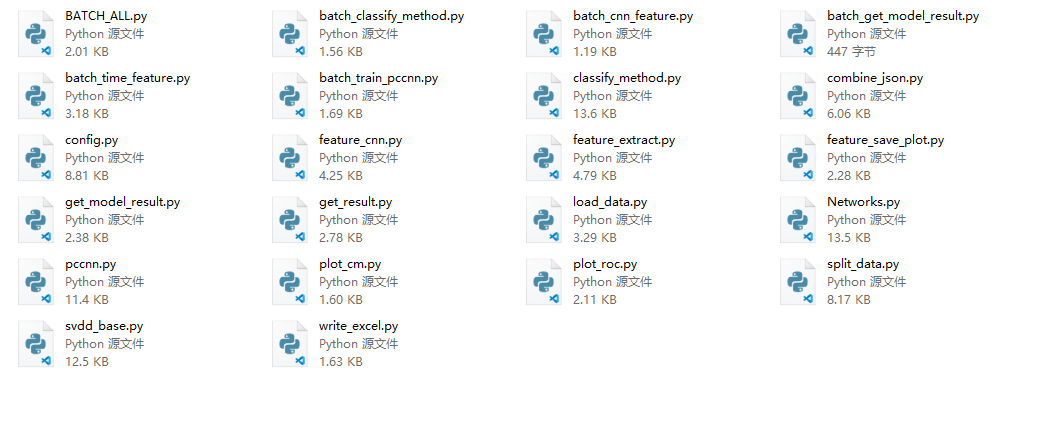 BATCH_ALL.py
Python 源文件
2.01 KB
batch_classify_method.py
Python 源文件
1.56 KB
batch_cnn_feature.py
Python 源文件
1.19 KB
batch_get_model_result.py
Python 源文件
447 字节
batch_time_feature.py
Python 源文件
3.18 KB
batch_train_pccnn.py
Python 源文件
1.69 KB
classify_method.py
Python 源文件
13.6 KB
combine_json.py
Python 源文件
6.06 KB
config.py
Python 源文件
8.81 KB
feature_cnn.py
Python 源文件
4.25 KB
feature_extract.py
Python 源文件
4.79 KB
feature_save_plot.py
Python 源文件
2.28 KB
get_model_result.py
Python 源文件
2.38 KB
get_result.py
Python 源文件
2.78 KB
load_data.py
Python 源文件
3.29 KB
Networks.py
Python 源文件
13.5 KB
pccnn.py
Python 源文件
11.4 KB
plot_cm.py
Python 源文件
1.60 KB
plot_roc.py
Python 源文件
2.11 KB
split_data.py
Python 源文件
8.17 KB
svdd_base.py
Python 源文件
12.5 KB
write_excel.py
Python 源文件
1.63 KB